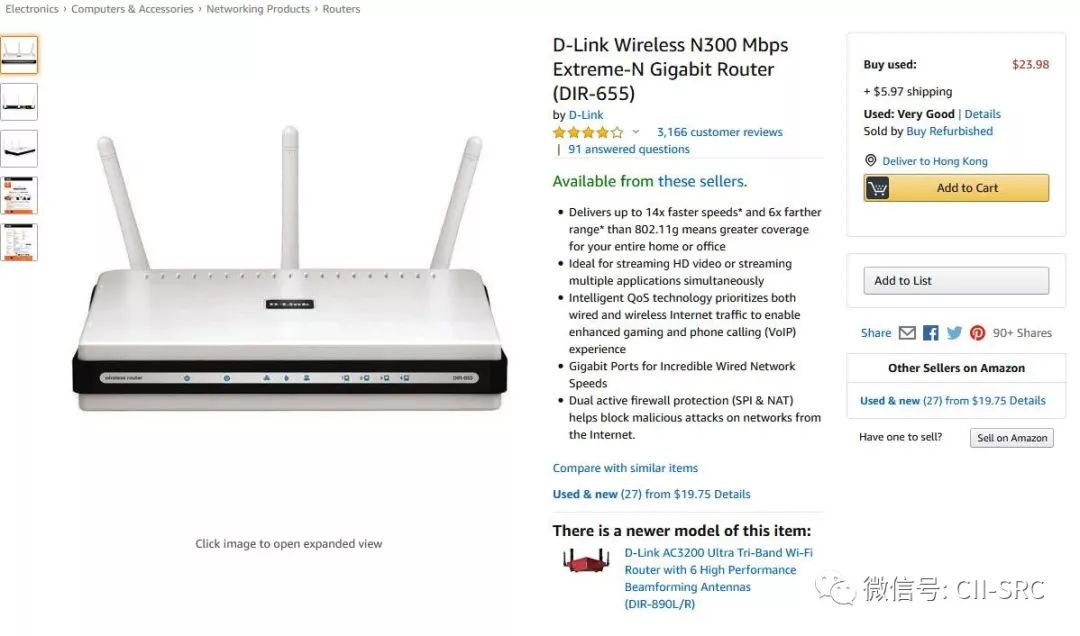 Electronics › Computers & Accessories › Networking Products › Routers
D-Link Wireless N300 Mbps
Extreme-N Gigabit Router
(DIR-655)
by D-Link
3,166 customer reviews
| 91 answered questions
Available from these sellers.
• Delivers up to 14x faster speeds* and 6x farther
range* than 802.11g means greater coverage
for your entire home or office
• Ideal for streaming HD video or streaming
multiple applications simultaneously
• Intelligent QoS technology prioritizes both
wired and wireless Internet traffic to enable
enhanced gaming and phone calling (VoIP)
experience
• Gigabit Ports for Incredible Wired Network
Speeds
• Dual active firewall protection (SPI & NAT)
helps block malicious attacks on networks from
the Internet.
Compare with similar items
Used & new (27) from $19.75 Details
There is a newer model of this item:
D-Link AC3200 Ultra Tri-Band Wi-Fi
Router with 6 High Performance
Beamforming Antennas
(DIR-890L/R)
wireless router
DIR-655
Click image to open expanded view
Buy used: $23.98
+ $5.97 shipping
Used: Very Good | Details
Sold by Buy Refurbished
Deliver to Hong Kong
Add to Cart
Add to List
Share 90+ Shares
Other Sellers on Amazon
Used & new (27) from $19.75 Details
Have one to sell? Sell on Amazon
微信号: CII-SRC